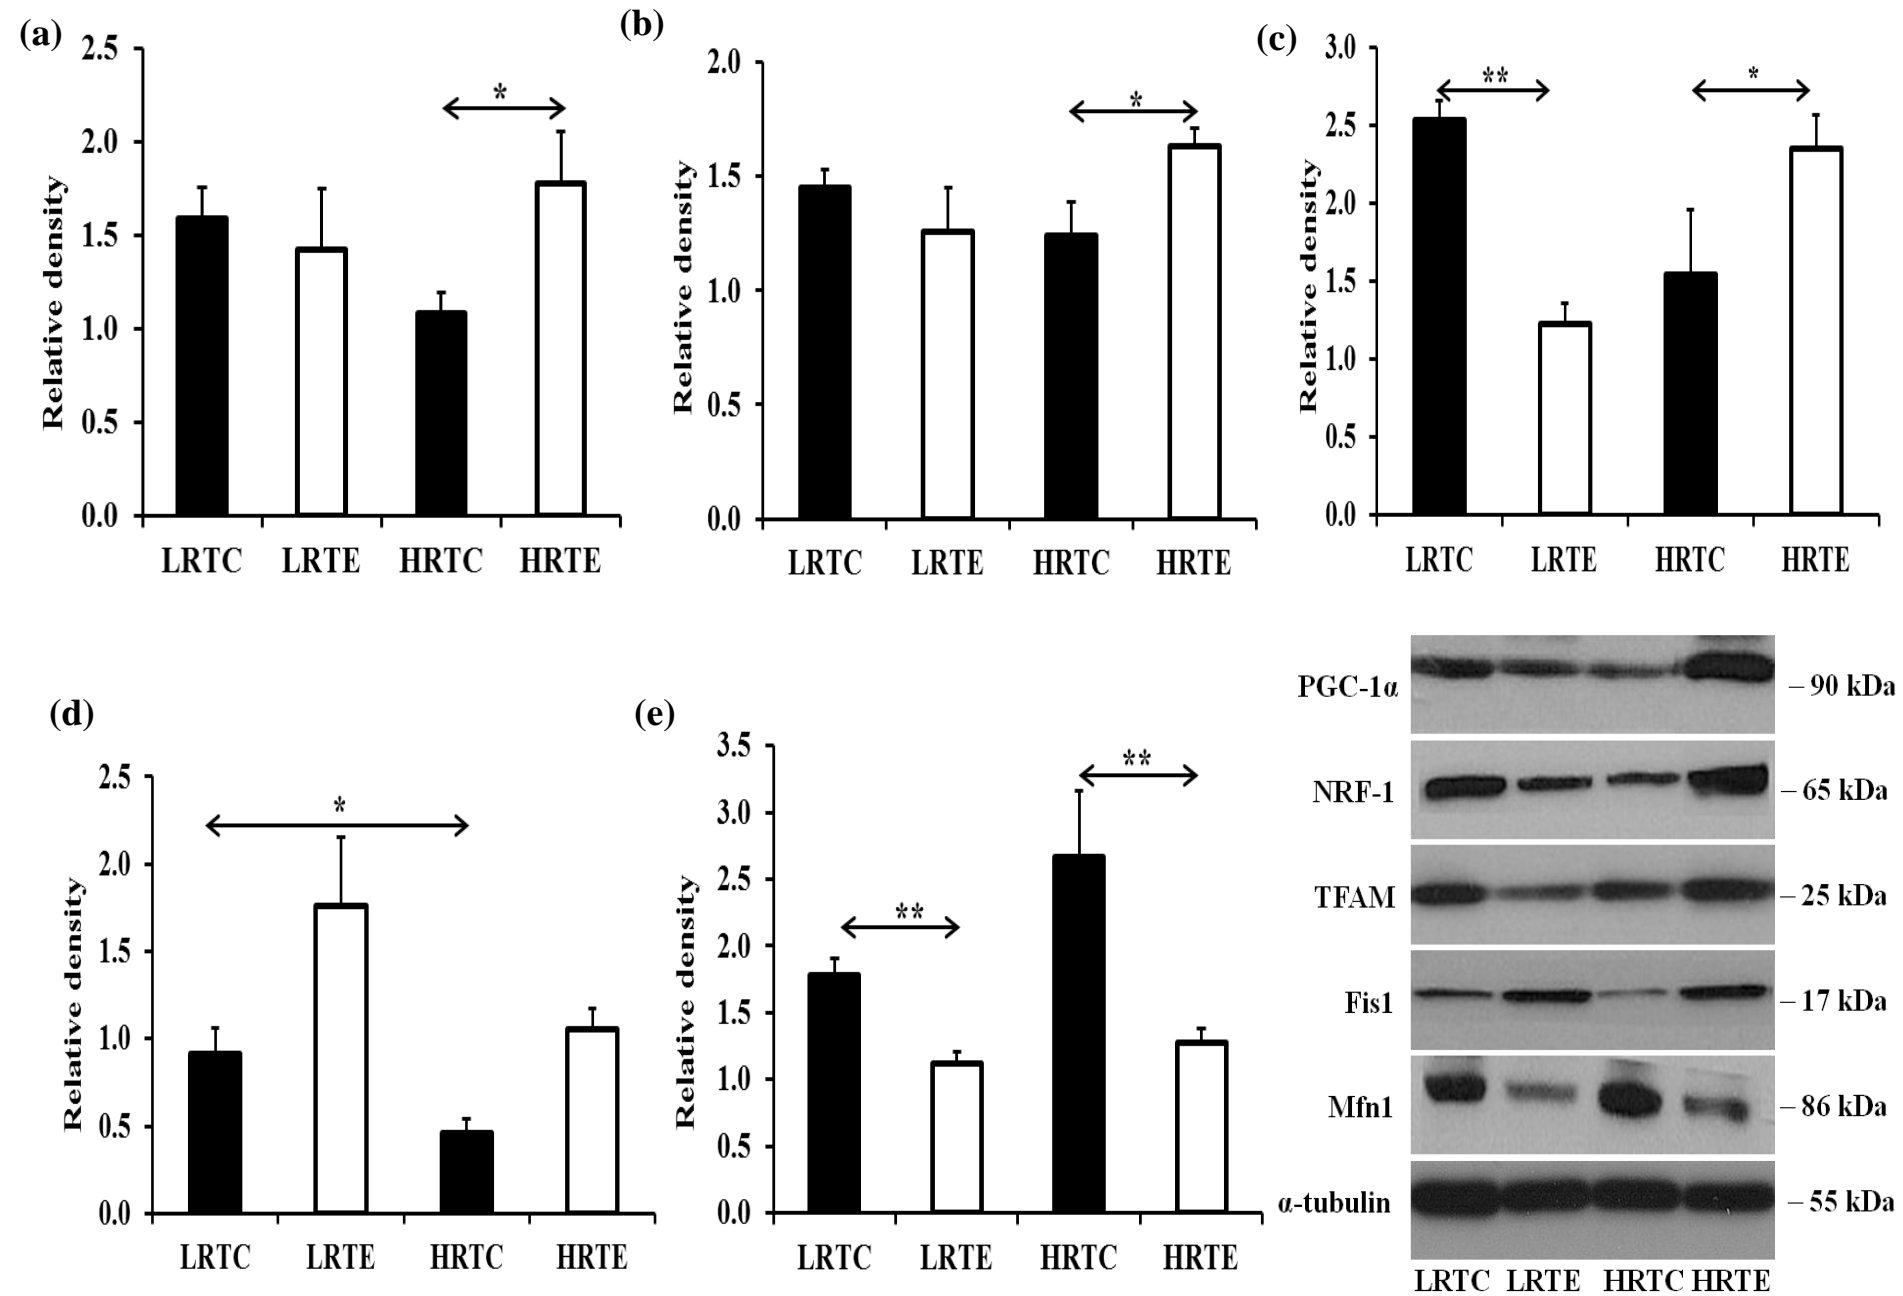 (a)
2.5
2.0
1.5
1.0
0.5
0.0
Relative density
*
LRTC LRTE HRTC HRTE
(b)
2.0
1.5
1.0
0.5
0.0
Relative density
*
LRTC LRTE HRTC HRTE
(c)
3.0
2.5
2.0
1.5
1.0
0.5
0.0
Relative density
** *
LRTC LRTE HRTC HRTE
(d)
2.5
2.0
1.5
1.0
0.5
0.0
Relative density
*
LRTC LRTE HRTC HRTE
(e)
3.5
3.0
2.5
2.0
1.5
1.0
0.5
0.0
Relative density
** **
LRTC LRTE HRTC HRTE
PGC-1α – 90 kDa
NRF-1 – 65 kDa
TFAM – 25 kDa
Fis1 – 17 kDa
Mfn1 – 86 kDa
α-tubulin – 55 kDa
LRTC LRTE HRTC HRTE